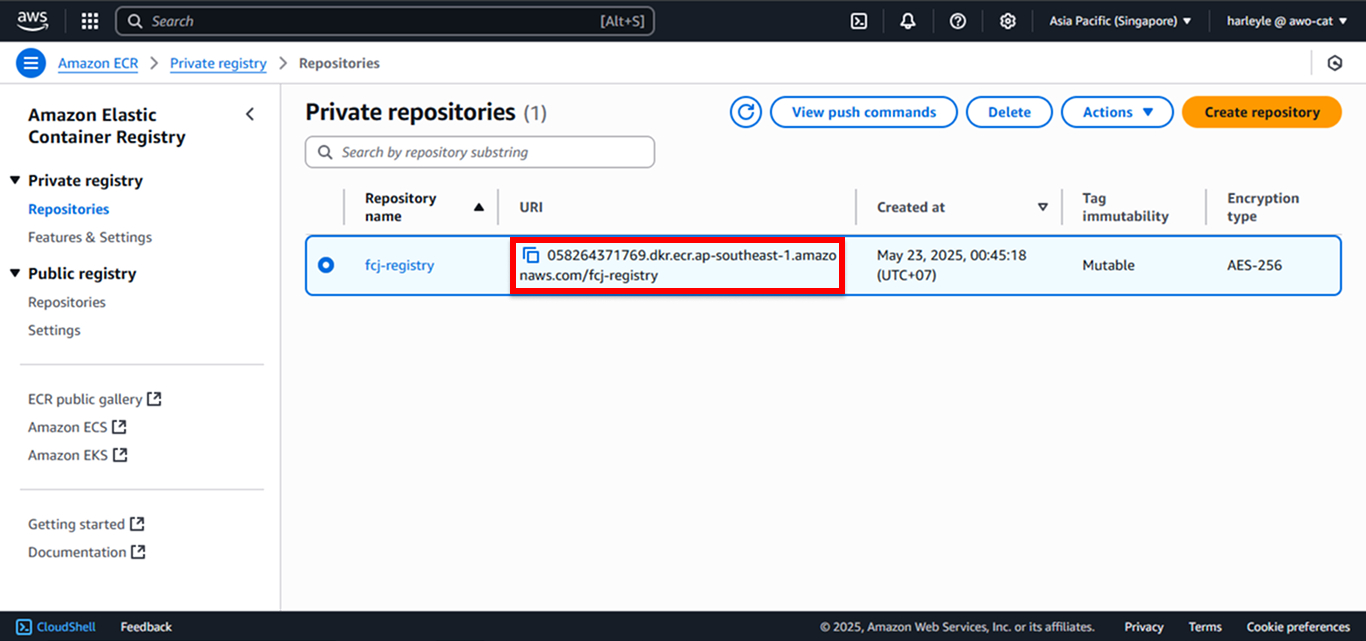 aws
Search [Alt+S]
Asia Pacific (Singapore)
harleyle @ awo-cat
Amazon ECR
Private registry
Repositories
Amazon Elastic
Container Registry
Private registry
Repositories
Features & Settings
Public registry
Repositories
Settings
ECR public gallery
Amazon ECS
Amazon EKS
Getting started
Documentation
Private repositories (1)
View push commands
Delete
Actions
Create repository
Search by repository substring
Repository
name
URI
Created at
Tag
immutability
Encryption
type
fcj-registry
058264371769.dkr.ecr.ap-southeast-1.amazo
naws.com/fcj-registry
May 23, 2025, 00:45:18
(UTC+07)
Mutable
AES-256
CloudShell
Feedback
© 2025, Amazon Web Services, Inc. or its affiliates.
Privacy
Terms
Cookie preferences